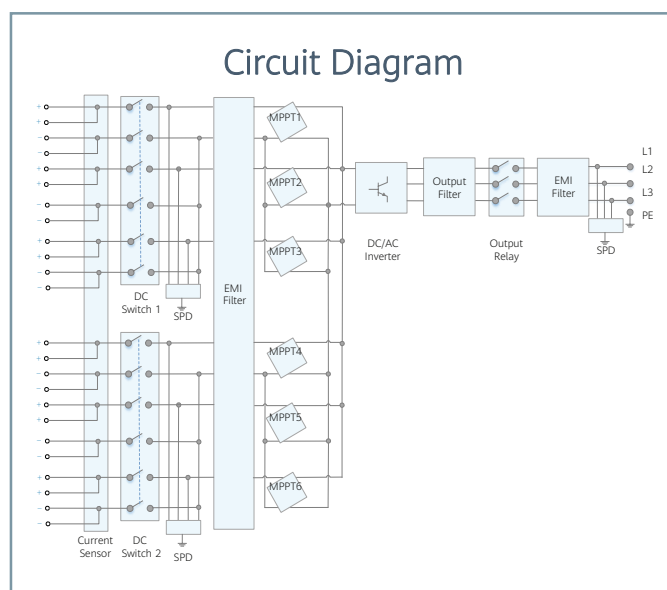 Circuit Diagram
+
+
−
−
+
+
−
−
+
+
−
−
DC
Switch 1
SPD
EMI
Filter
MPPT1
MPPT2
MPPT3
MPPT4
MPPT5
MPPT6
DC/AC
Inverter
Output
Filter
Output
Relay
EMI
Filter
L1
L2
L3
PE
SPD
+
+
−
−
+
+
−
−
+
+
−
−
Current
Sensor
DC
Switch 2
SPD